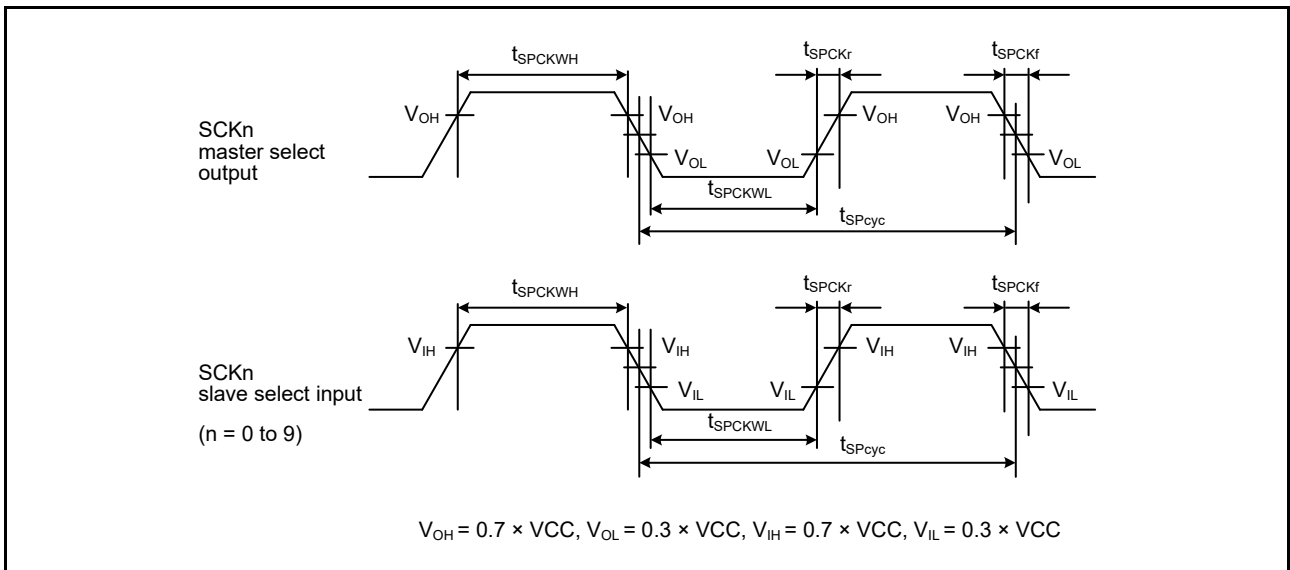 tSPCKWH tSPCKr tSPCKf
VOH VOH VOH VOH
SCKn
master select
output
VOL VOL VOL
tSPCKWL
tSPcyc
tSPCKWH tSPCKr tSPCKf
VIH VIH VIH VIH
SCKn
slave select input
VIL VIL VIL
(n = 0 to 9)
tSPCKWL
tSPcyc
VOH = 0.7 × VCC, VOL = 0.3 × VCC, VIH = 0.7 × VCC, VIL = 0.3 × VCC